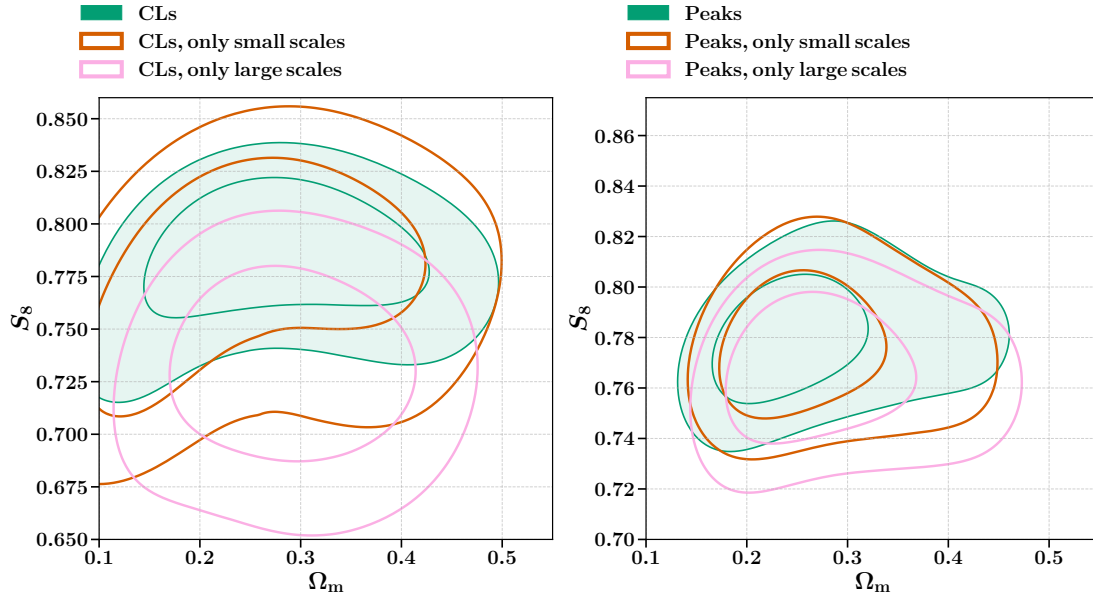 CLs
CLs, only small scales
CLs, only large scales
0.850
0.825
0.800
0.775
0.750
0.725
0.700
0.675
0.650
S₈
0.1 0.2 0.3 0.4 0.5
Ωₘ
Peaks
Peaks, only small scales
Peaks, only large scales
0.86
0.84
0.82
0.80
0.78
0.76
0.74
0.72
0.70
S₈
0.1 0.2 0.3 0.4 0.5
Ωₘ